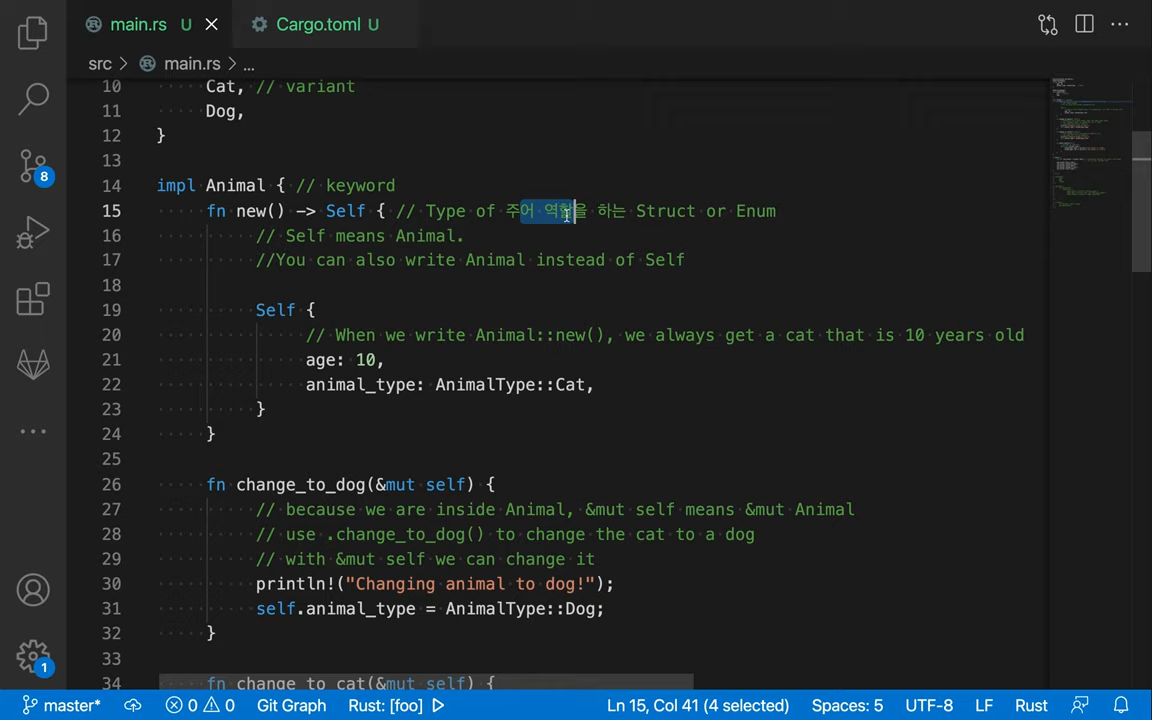 main.rs U
Cargo.toml U
src > main.rs > ...
10 Cat, // variant
11 Dog,
12 }
13
14 impl Animal { // keyword
15 fn new() -> Self { // Type of 주어 역할을 하는 Struct or Enum
16 // Self means Animal.
17 //You can also write Animal instead of Self
18
19 Self {
20 // When we write Animal::new(), we always get a cat that is 10 years old
21 age: 10,
22 animal_type: AnimalType::Cat,
23 }
24 }
25
26 fn change_to_dog(&mut self) {
27 // because we are inside Animal, &mut self means &mut Animal
28 // use .change_to_dog() to change the cat to a dog
29 // with &mut self we can change it
30 println!("Changing animal to dog!");
31 self.animal_type = AnimalType::Dog;
32 }
33
34 fn change_to_cat(&mut self) {
8
1
master* 0 0 Git Graph Rust: [foo] Ln 15, Col 41 (4 selected) Spaces: 5 UTF-8 LF Rust